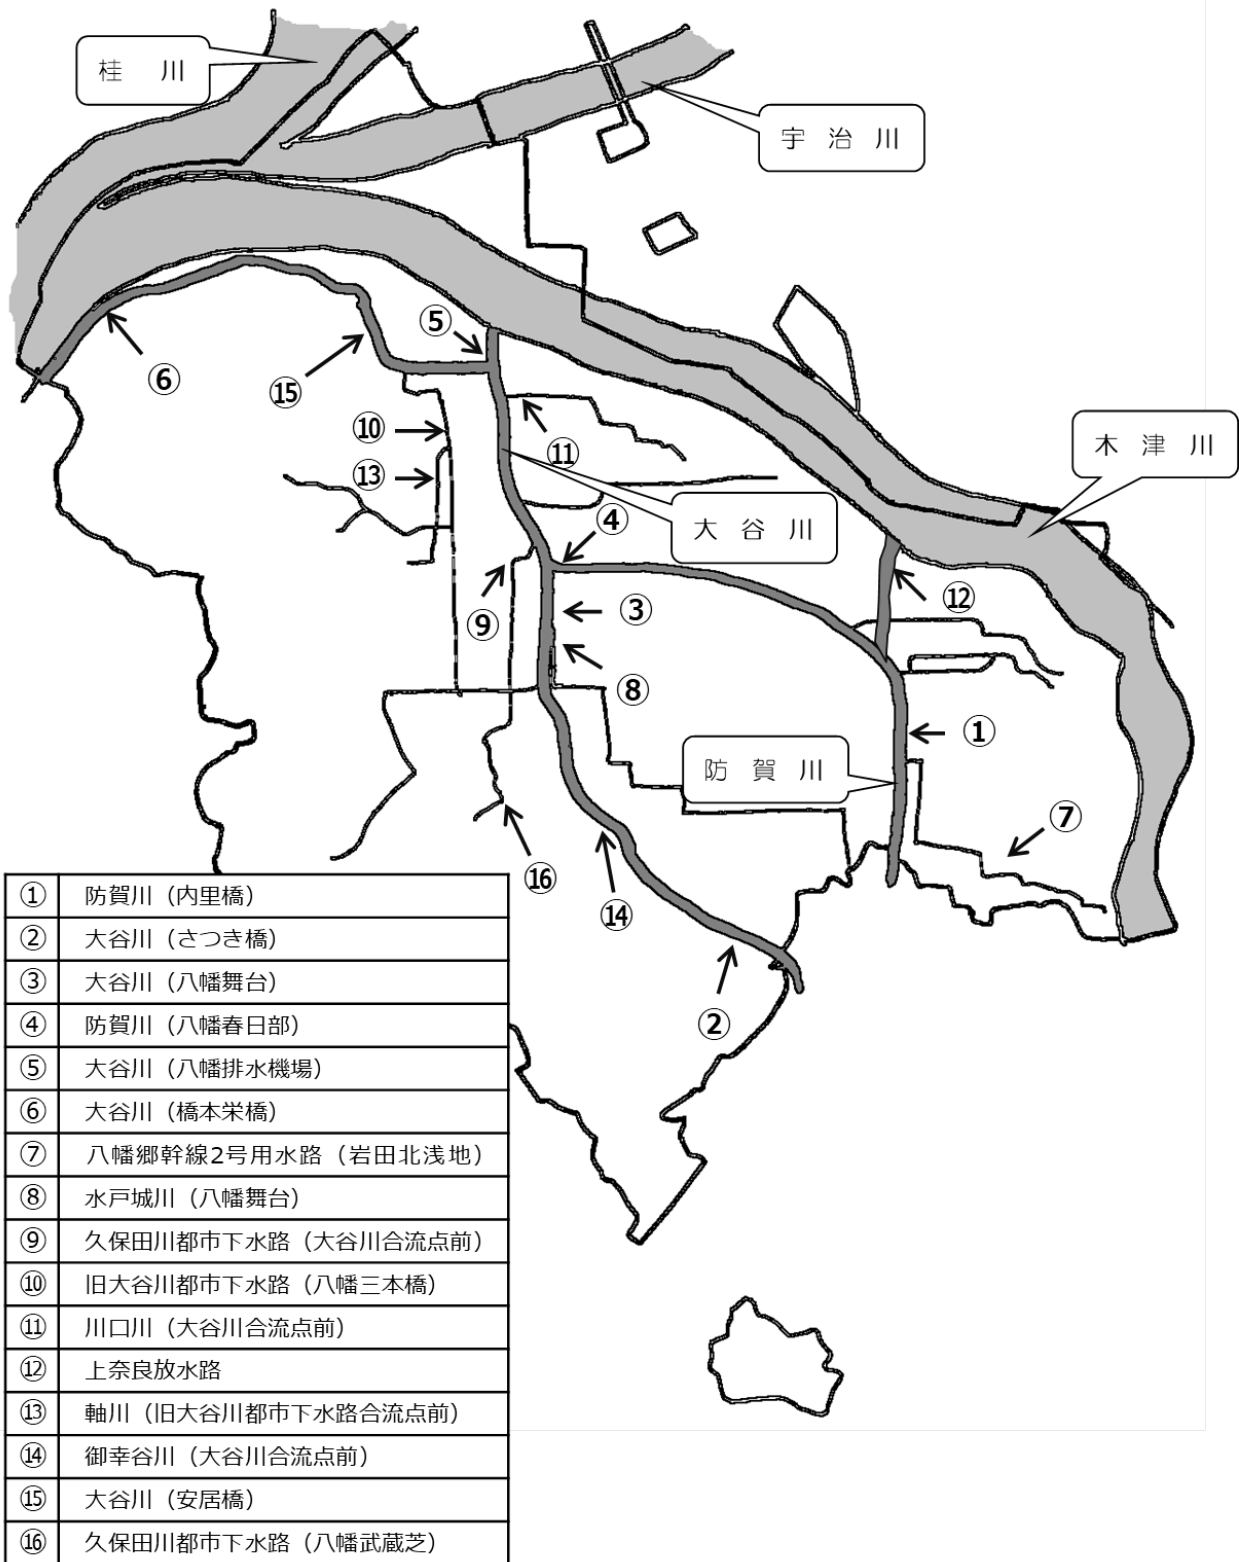 桂 川
宇 治 川
⑤
⑥
⑮
⑩
⑪
木 津 川
⑬
大 谷 川
④
⑫
③
⑨
⑧
①
防 賀 川
⑦
⑯
⑭
②
① 防賀川（内里橋）
② 大谷川（さつき橋）
③ 大谷川（八幡舞台）
④ 防賀川（八幡春日部）
⑤ 大谷川（八幡排水機場）
⑥ 大谷川（橋本栄橋）
⑦ 八幡郷幹線2号用水路（岩田北浅地）
⑧ 水戸城川（八幡舞台）
⑨ 久保田川都市下水路（大谷川合流点前）
⑩ 旧大谷川都市下水路（八幡三本橋）
⑪ 川口川（大谷川合流点前）
⑫ 上奈良放水路
⑬ 軸川（旧大谷川都市下水路合流点前）
⑭ 御幸谷川（大谷川合流点前）
⑮ 大谷川（安居橋）
⑯ 久保田川都市下水路（八幡武蔵芝）